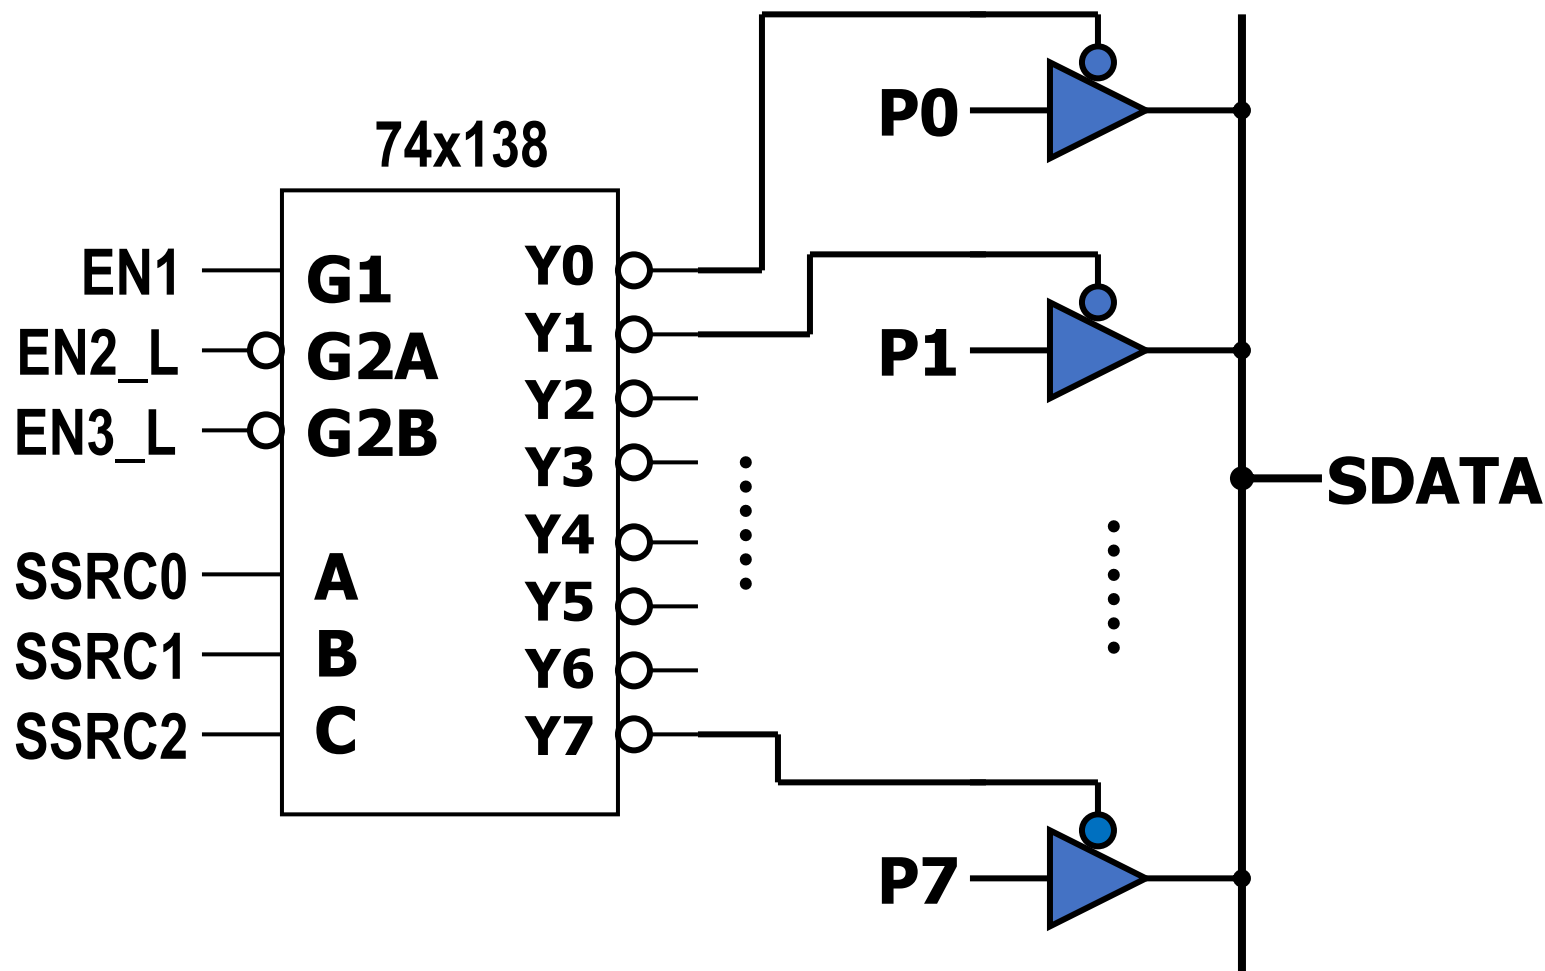 74x138
EN1
EN2_L
EN3_L
SSRC0
SSRC1
SSRC2
G1
G2A
G2B
A
B
C
Y0
Y1
Y2
Y3
Y4
Y5
Y6
Y7
P0
P1
P7
SDATA